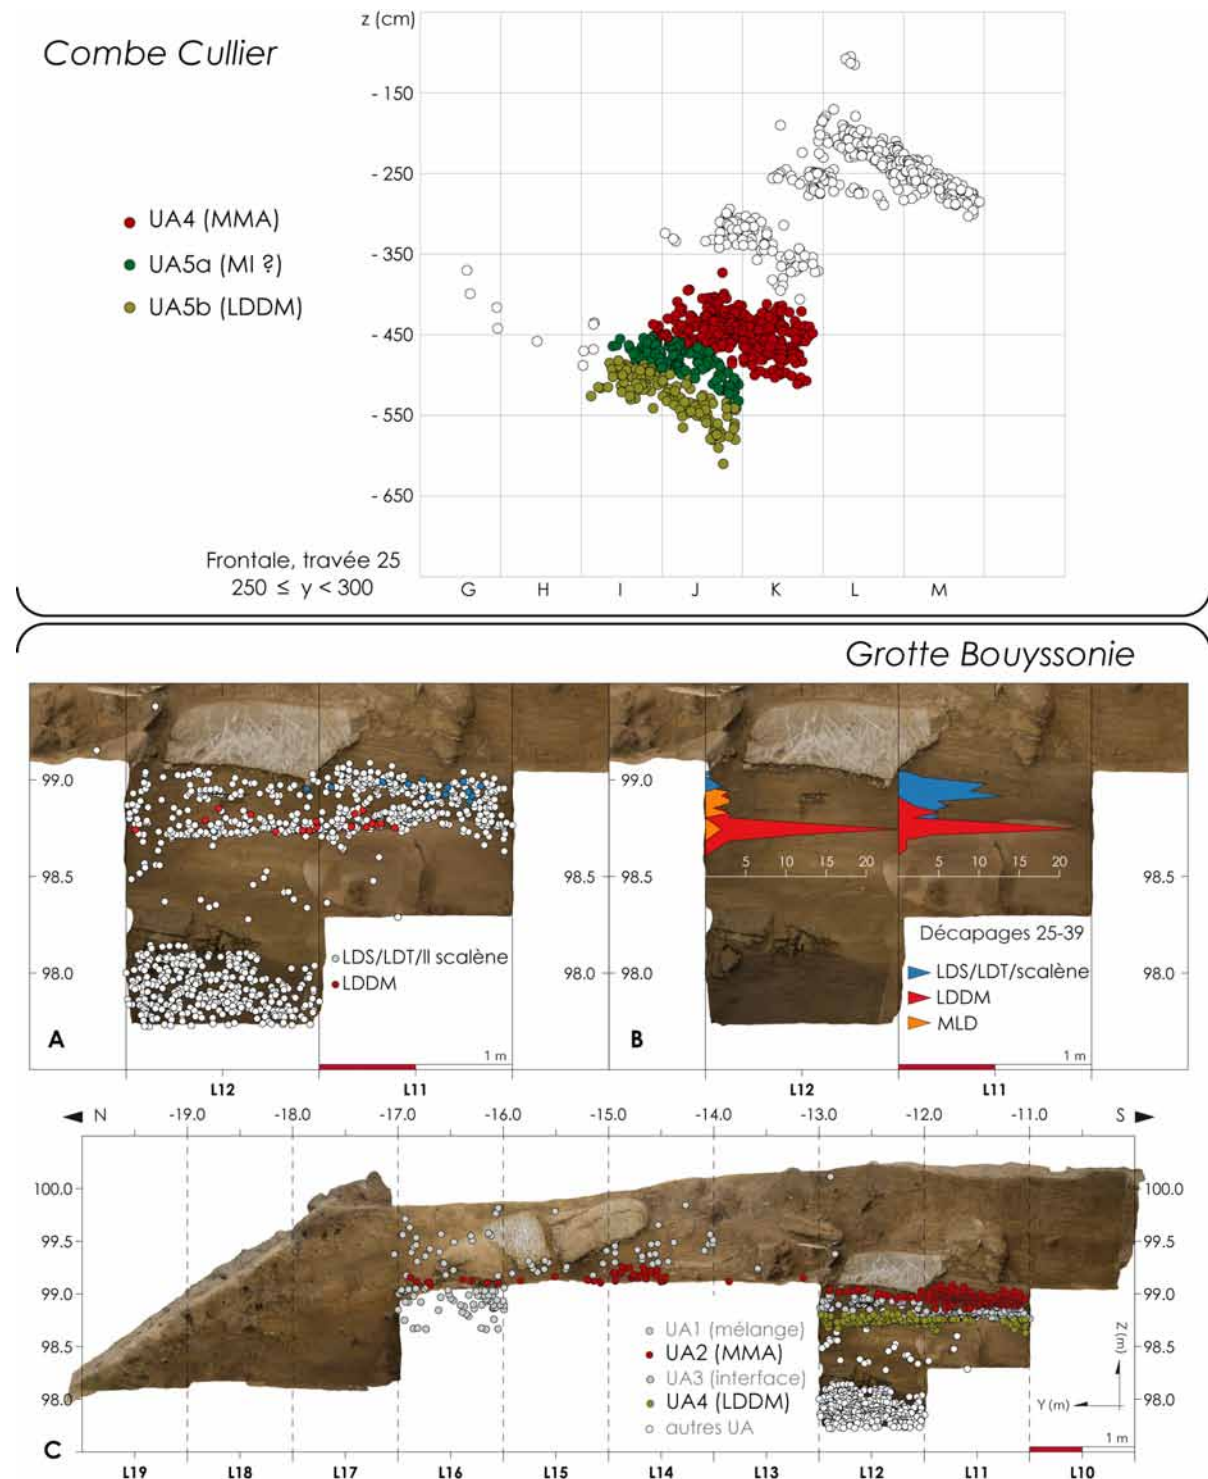 Combe Cullier
z (cm)
- 150
- 250
- 350
- 450
- 550
- 650
UA4 (MMA)
UA5a (MI ?)
UA5b (LDDM)
Frontale, travée 25
250 ≤ y < 300
G H I J K L M
Grotte Bouyssonie
99.0
98.5
98.0
LDS/LDT/II scalène
LDDM
A
1 m
L12 L11
98.5
98.0
99.0
98.5
98.0
5 10 15 20 5 10 15 20
Décapages 25-39
LDS/LDT/scalène
LDDM
MLD
B
1 m
L12 L11
99.0
98.5
98.0
N -19.0 -18.0 -17.0 -16.0 -15.0 -14.0 -13.0 -12.0 -11.0 S
100.0
99.5
99.0
98.5
98.0
UA1 (mélange)
UA2 (MMA)
UA3 (interface)
UA4 (LDDM)
autres UA
100.0
99.5
99.0
98.5
98.0
Z (m)
Y (m)
C
1 m
L19 L18 L17 L16 L15 L14 L13 L12 L11 L10